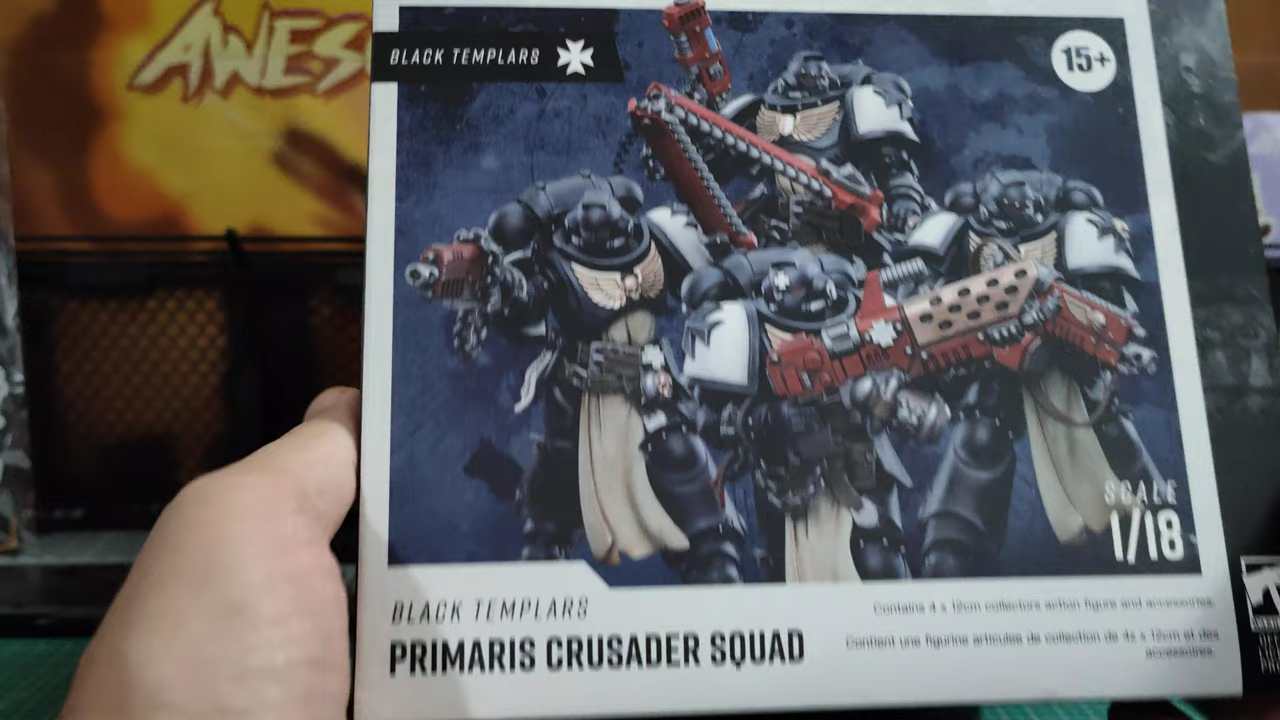 AWES
BLACK TEMPLARS
15+
SCALE
1/18
BLACK TEMPLARS
PRIMARIS CRUSADER SQUAD
Contains 4 x 12cm collectors action figure and accessories.
Contient une figurine articulée de collection de 4x x 12cm et des
accessoires.